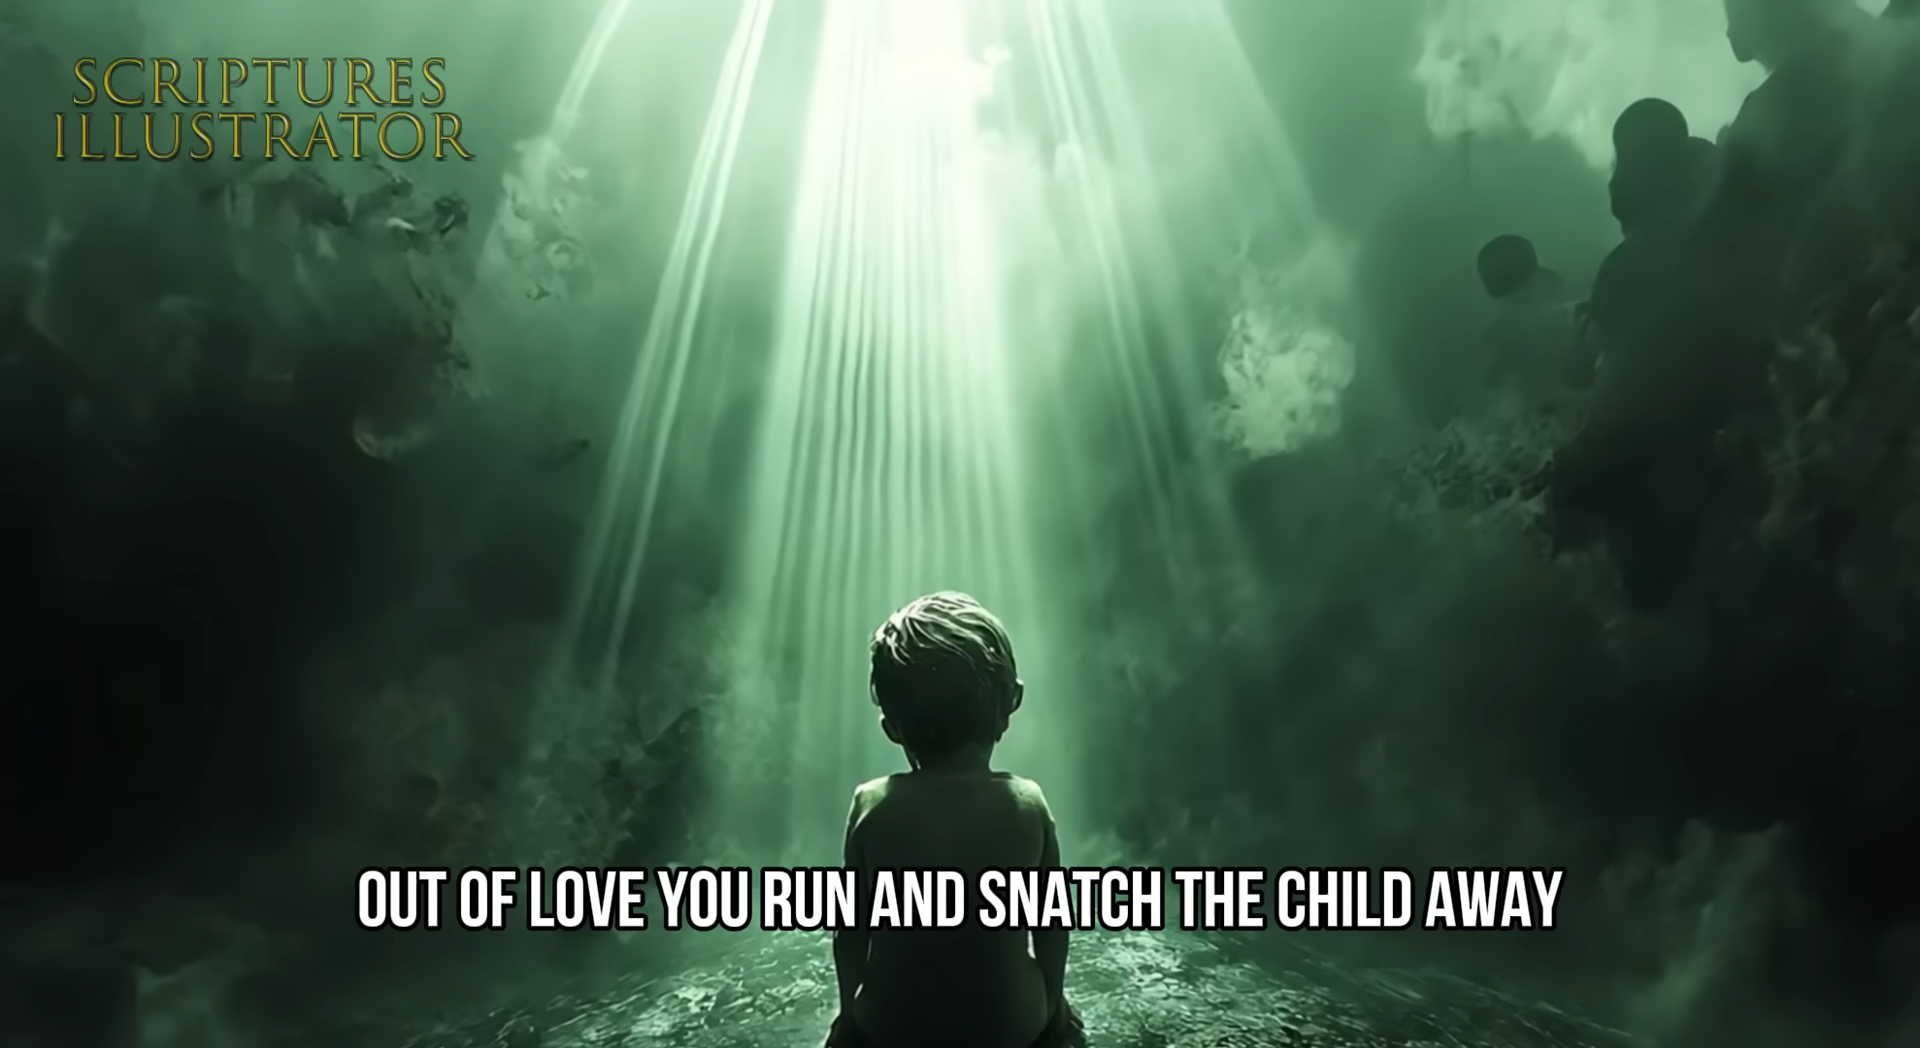 SCRIPTURES
ILLUSTRATOR
OUT OF LOVE YOU RUN AND SNATCH THE CHILD AWAY